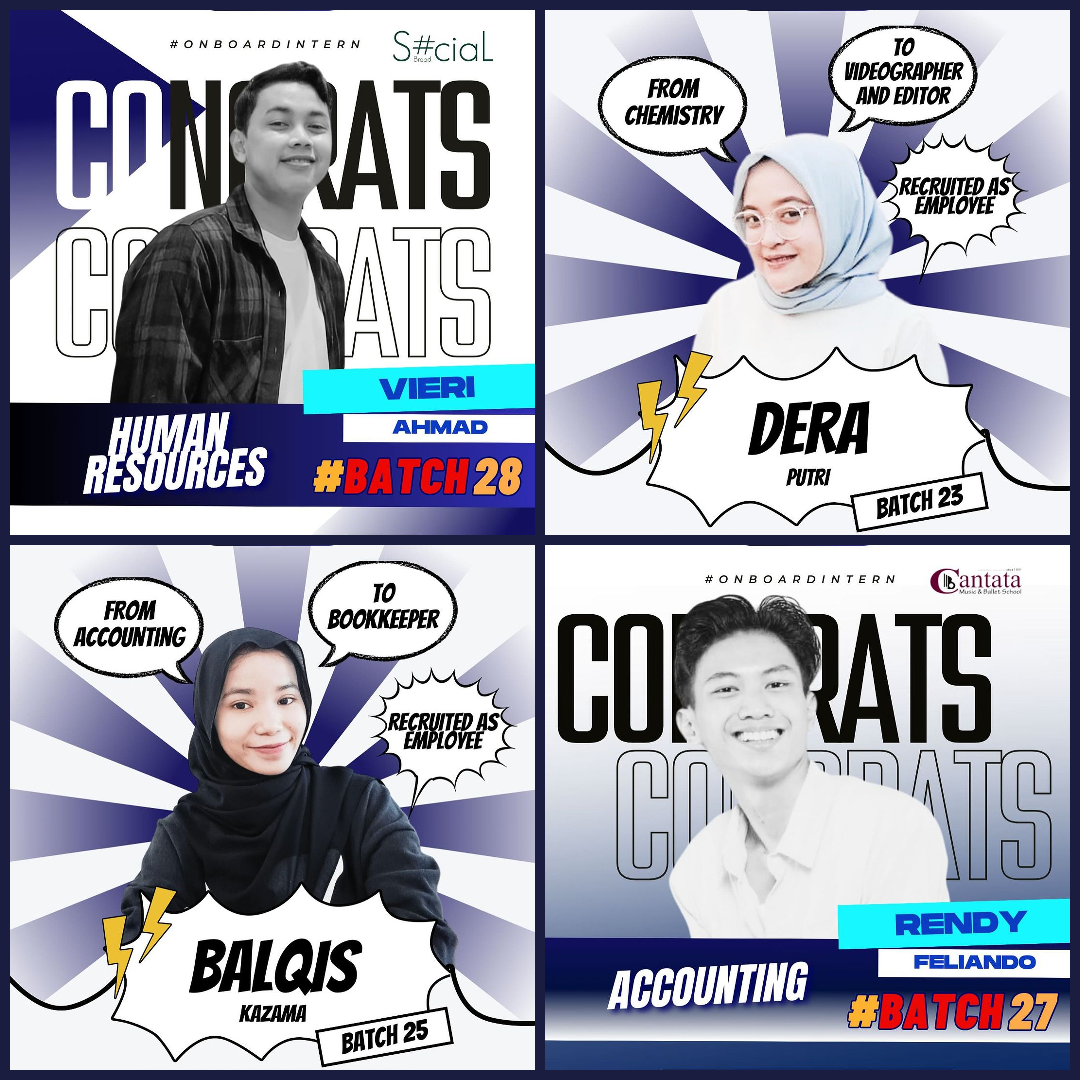 #ONBOARDINTERN
S#ciaL
Bread
CONGRATS
CONGRATS
VIERI
AHMAD
HUMAN
RESOURCES
#BATCH 28
FROM
CHEMISTRY
TO
VIDEOGRAPHER
AND EDITOR
RECRUITED AS
EMPLOYEE
DERA
PUTRI
BATCH 23
FROM
ACCOUNTING
TO
BOOKKEEPER
RECRUITED AS
EMPLOYEE
BALQIS
KAZAMA
BATCH 25
#ONBOARDINTERN
Cantata
Music & Ballet School
CONGRATS
CONGRATS
RENDY
FELIANDO
ACCOUNTING
#BATCH 27